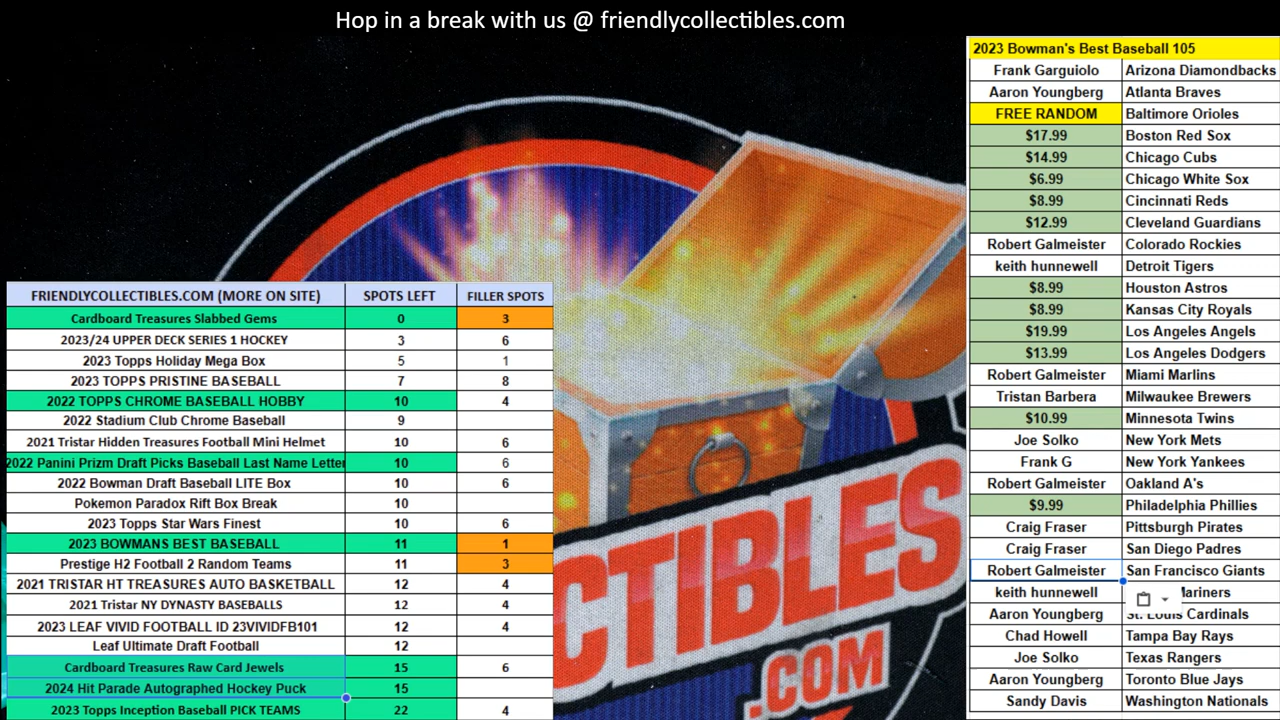 Hop in a break with us @ friendlycollectibles.com
2023 Bowman's Best Baseball 105
Frank Garguiolo Arizona Diamondbacks
Aaron Youngberg Atlanta Braves
FREE RANDOM Baltimore Orioles
$17.99 Boston Red Sox
$14.99 Chicago Cubs
$6.99 Chicago White Sox
$8.99 Cincinnati Reds
$12.99 Cleveland Guardians
Robert Galmeister Colorado Rockies
keith hunnewell Detroit Tigers
$8.99 Houston Astros
$8.99 Kansas City Royals
$19.99 Los Angeles Angels
$13.99 Los Angeles Dodgers
Robert Galmeister Miami Marlins
Tristan Barbera Milwaukee Brewers
$10.99 Minnesota Twins
Joe Solko New York Mets
Frank G New York Yankees
Robert Galmeister Oakland A's
$9.99 Philadelphia Phillies
Craig Fraser Pittsburgh Pirates
Craig Fraser San Diego Padres
Robert Galmeister San Francisco Giants
keith hunnewell Mariners
Aaron Youngberg St. Louis Cardinals
Chad Howell Tampa Bay Rays
Joe Solko Texas Rangers
Aaron Youngberg Toronto Blue Jays
Sandy Davis Washington Nationals
FRIENDLYCOLLECTIBLES.COM (MORE ON SITE) SPOTS LEFT FILLER SPOTS
Cardboard Treasures Slabbed Gems 0 3
2023/24 UPPER DECK SERIES 1 HOCKEY 3 6
2023 Topps Holiday Mega Box 5 1
2023 TOPPS PRISTINE BASEBALL 7 8
2022 TOPPS CHROME BASEBALL HOBBY 10 4
2022 Stadium Club Chrome Baseball 9
2021 Tristar Hidden Treasures Football Mini Helmet 10 6
2022 Panini Prizm Draft Picks Baseball Last Name Letter 10 6
2022 Bowman Draft Baseball LITE Box 10 6
Pokemon Paradox Rift Box Break 10
2023 Topps Star Wars Finest 10 6
2023 BOWMANS BEST BASEBALL 11 1
Prestige H2 Football 2 Random Teams 11 3
2021 TRISTAR HT TREASURES AUTO BASKETBALL 12 4
2021 Tristar NY DYNASTY BASEBALLS 12 4
2023 LEAF VIVID FOOTBALL ID 23VIVIDFB101 12 4
Leaf Ultimate Draft Football 12
Cardboard Treasures Raw Card Jewels 15 6
2024 Hit Parade Autographed Hockey Puck 15
2023 Topps Inception Baseball PICK TEAMS 22 4
CTIBLES
.COM